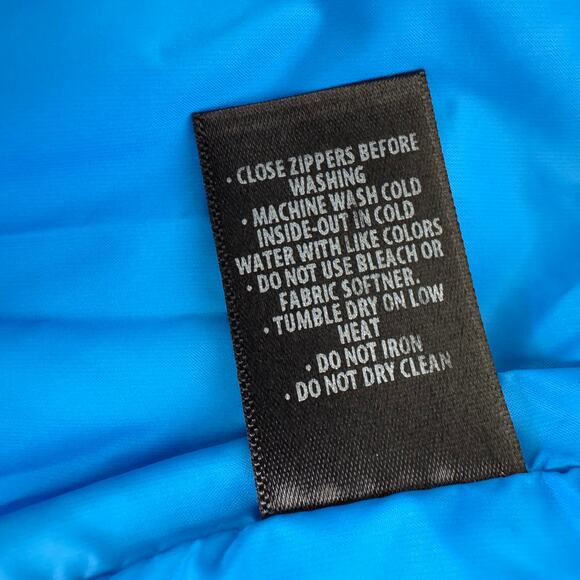 · CLOSE ZIPPERS BEFORE
WASHING
· MACHINE WASH COLD
INSIDE-OUT IN COLD
WATER WITH LIKE COLORS
· DO NOT USE BLEACH OR
FABRIC SOFTNER.
· TUMBLE DRY ON LOW
HEAT
· DO NOT IRON
· DO NOT DRY CLEAN